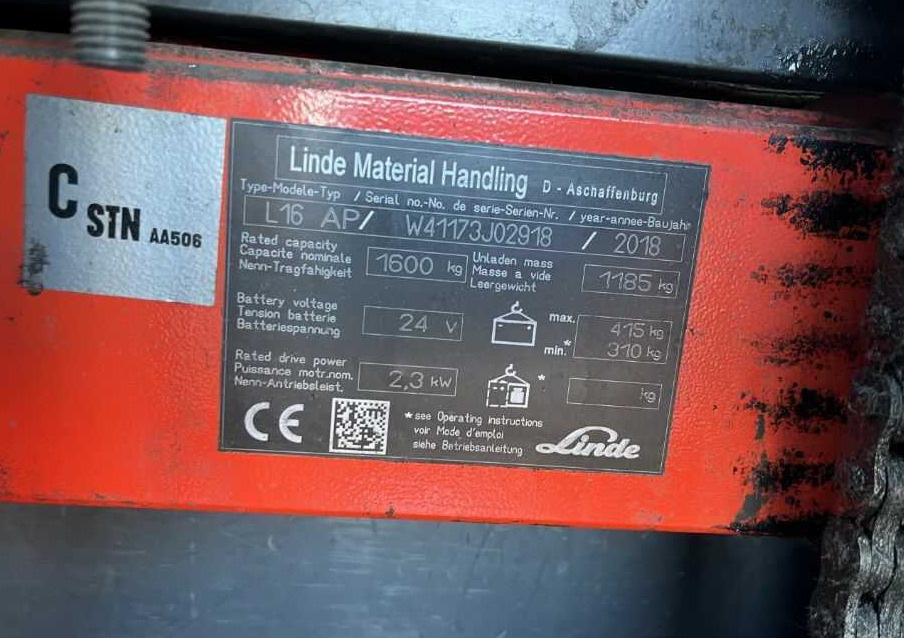 C STN AA506
Linde Material Handling D - Aschaffenburg
Type-Modele-Typ / Serial no.-No. de serie-Serien-Nr. / year-annee-Baujahr
L16 AP/ W41173J02918 / 2018
Rated capacity
Capacite nominale
Nenn-Tragfähigkeit
1600 kg
Unladen mass
Masse a vide
Leergewicht
1185 kg
Battery voltage
Tension batterie
Batteriespannung
24 V
max. 415 kg
* min. 310 kg
Rated drive power
Puissance motr.nom.
Nenn-Antriebsleist.
2,3 kW
* kg
CE
* see Operating instructions
voir Mode d'emploi
siehe Betriebsanleitung
Linde